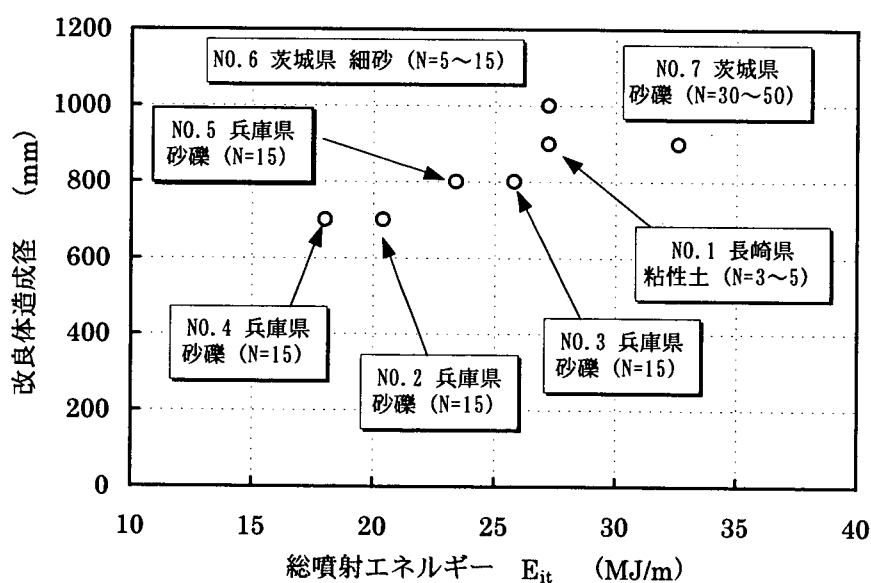 1200
1000
800
600
400
200
0
改良体造成径 (mm)
NO.6 茨城県 細砂 (N=5～15)
NO.7 茨城県
砂礫 (N=30～50)
NO.5 兵庫県
砂礫 (N=15)
NO.1 長崎県
粘性土 (N=3～5)
NO.4 兵庫県
砂礫 (N=15)
NO.3 兵庫県
砂礫 (N=15)
NO.2 兵庫県
砂礫 (N=15)
10 15 20 25 30 35 40
総噴射エネルギー Eit (MJ/m)